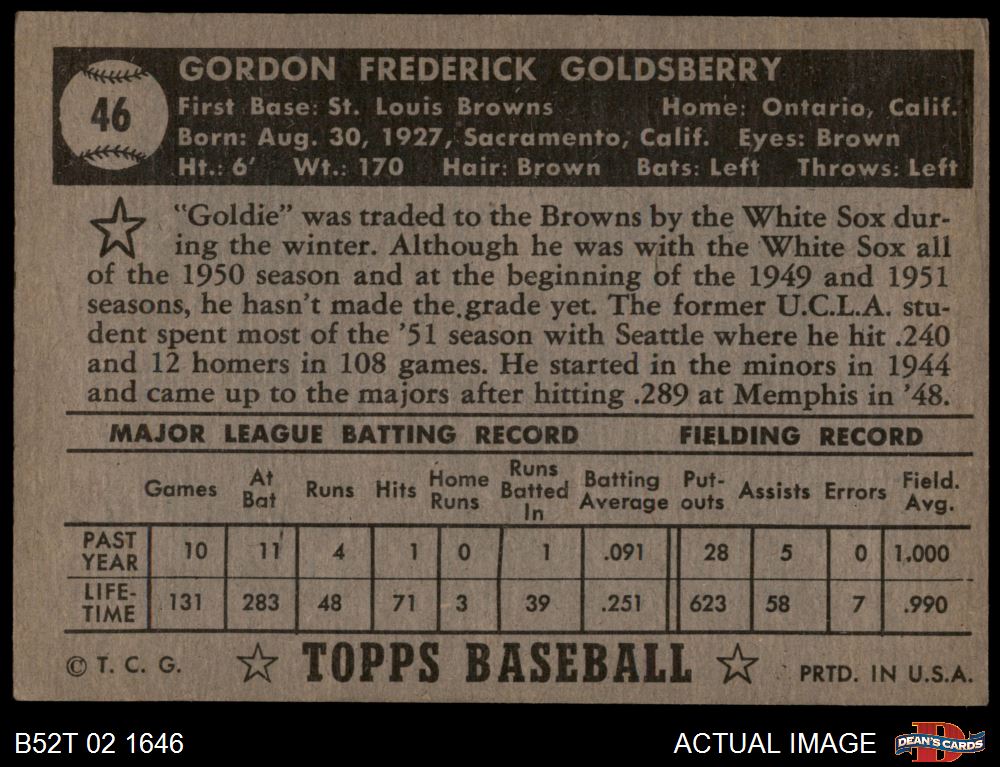 46
GORDON FREDERICK GOLDSBERRY
First Base: St. Louis Browns Home: Ontario, Calif.
Born: Aug. 30, 1927, Sacramento, Calif. Eyes: Brown
Ht.: 6' Wt.: 170 Hair: Brown Bats: Left Throws: Left
"Goldie" was traded to the Browns by the White Sox dur-
ing the winter. Although he was with the White Sox all
of the 1950 season and at the beginning of the 1949 and 1951
seasons, he hasn't made the grade yet. The former U.C.L.A. stu-
dent spent most of the '51 season with Seattle where he hit .240
and 12 homers in 108 games. He started in the minors in 1944
and came up to the majors after hitting .289 at Memphis in '48.
MAJOR LEAGUE BATTING RECORD FIELDING RECORD
Games At Bat Runs Hits Home Runs Runs Batted In Batting Average Put-outs Assists Errors Field. Avg.
PAST YEAR 10 11 4 1 0 1 .091 28 5 0 1.000
LIFE-TIME 131 283 48 71 3 39 .251 623 58 7 .990
© T. C. G. TOPPS BASEBALL PRTD. IN U.S.A.
B52T 02 1646 ACTUAL IMAGE DEAN'S CARDS